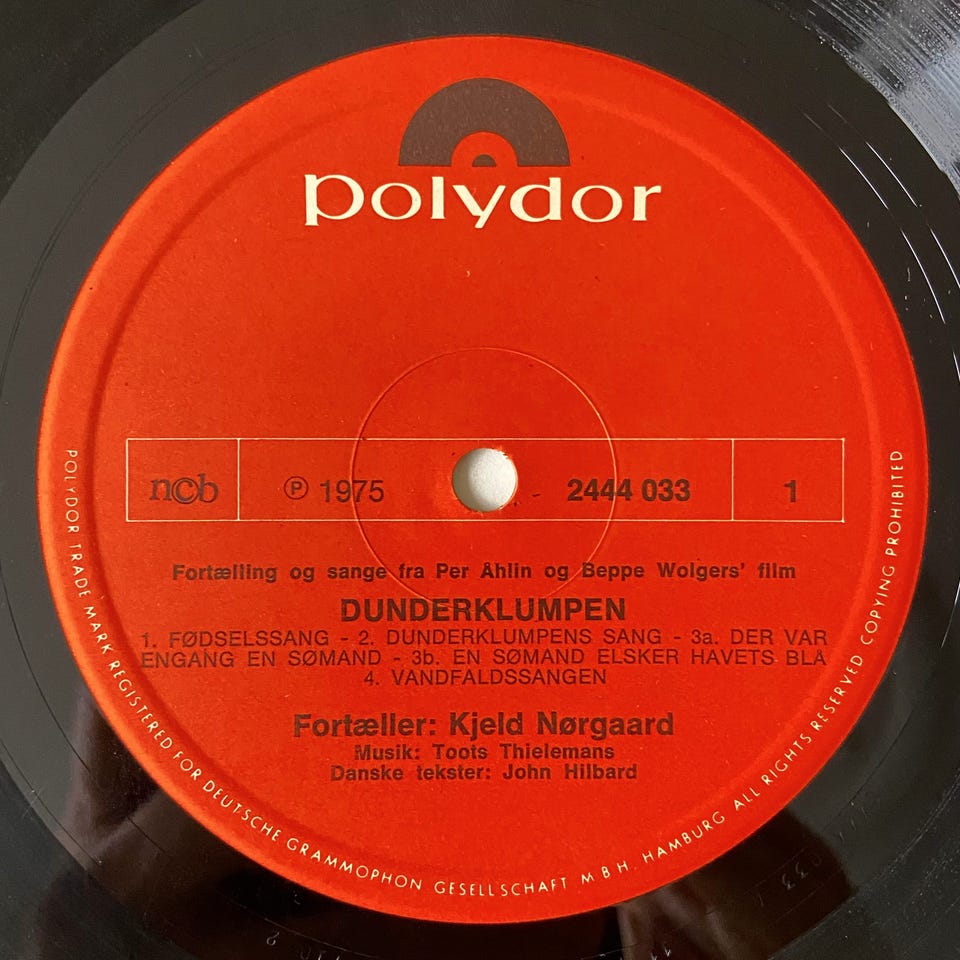 polydor
ncb
Ⓟ 1975
2444 033
1
Fortælling og sange fra Per Åhlin og Beppe Wolgers' film
DUNDERKLUMPEN
1. FØDSELSSANG - 2. DUNDERKLUMPENS SANG - 3a. DER VAR
ENGANG EN SØMAND - 3b. EN SØMAND ELSKER HAVETS BLÅ
4. VANDFALDSSANGEN
Fortæller: Kjeld Nørgaard
Musik: Toots Thielemans
Danske tekster: John Hilbard
POLYDOR TRADE MARK REGISTERED FOR DEUTSCHE GRAMMOPHON GESELLSCHAFT M B H. HAMBURG ALL RIGHTS RESERVED COPYING PROHIBITED